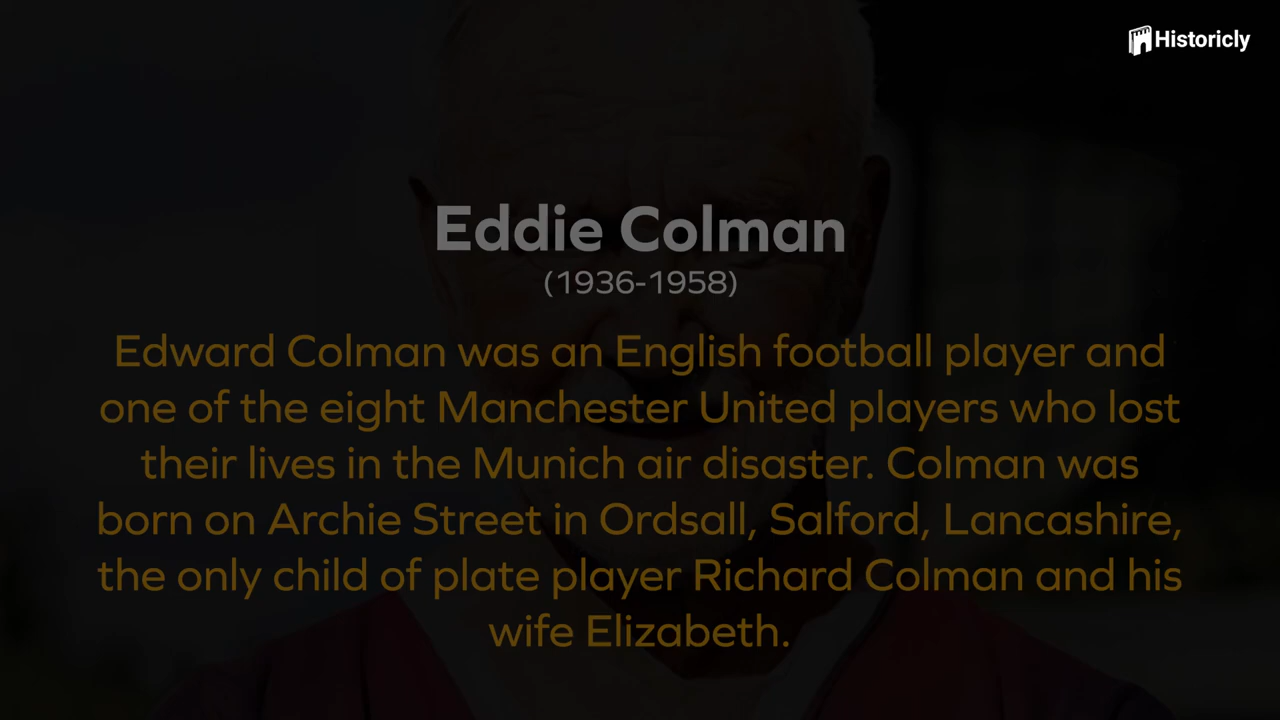 Historicly
Eddie Colman
(1936-1958)
Edward Colman was an English football player and
one of the eight Manchester United players who lost
their lives in the Munich air disaster. Colman was
born on Archie Street in Ordsall, Salford, Lancashire,
the only child of plate player Richard Colman and his
wife Elizabeth.